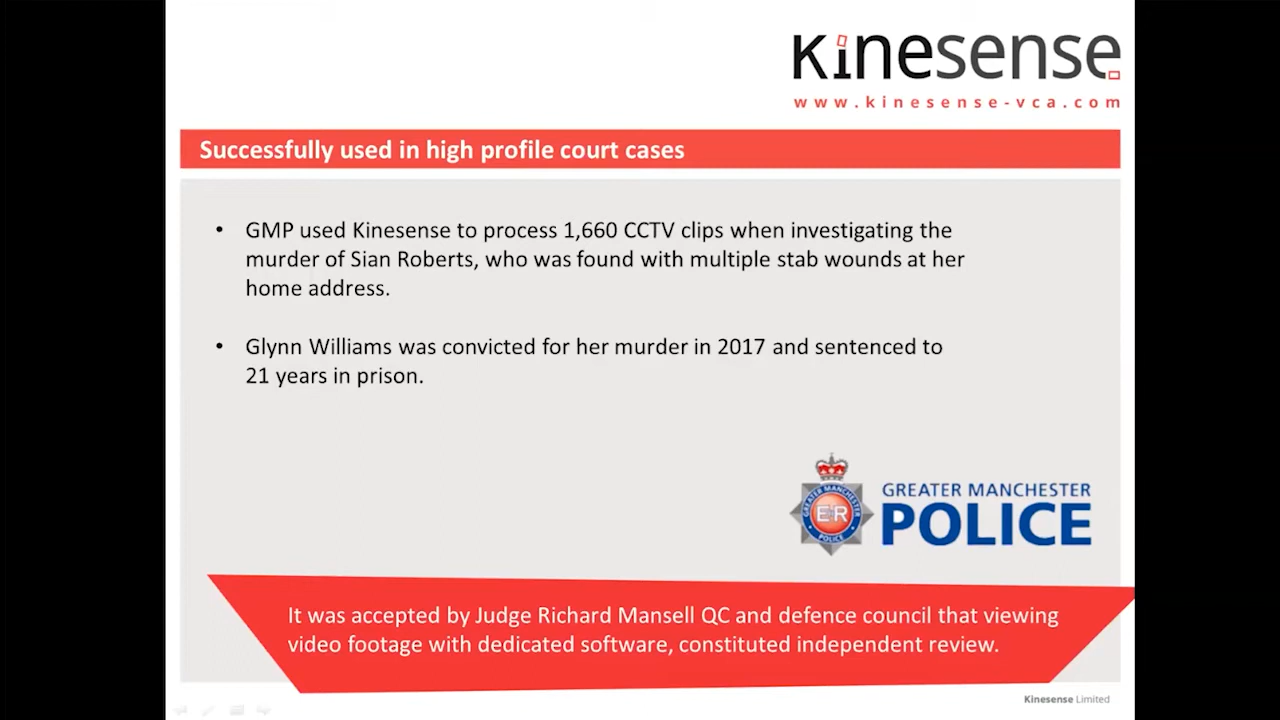 Kinesense
www.kinesense-vca.com
Successfully used in high profile court cases
• GMP used Kinesense to process 1,660 CCTV clips when investigating the
murder of Sian Roberts, who was found with multiple stab wounds at her
home address.
• Glynn Williams was convicted for her murder in 2017 and sentenced to
21 years in prison.
GREATER MANCHESTER
POLICE
GREATER MANCHESTER
E II R
POLICE
It was accepted by Judge Richard Mansell QC and defence council that viewing
video footage with dedicated software, constituted independent review.
Kinesense Limited